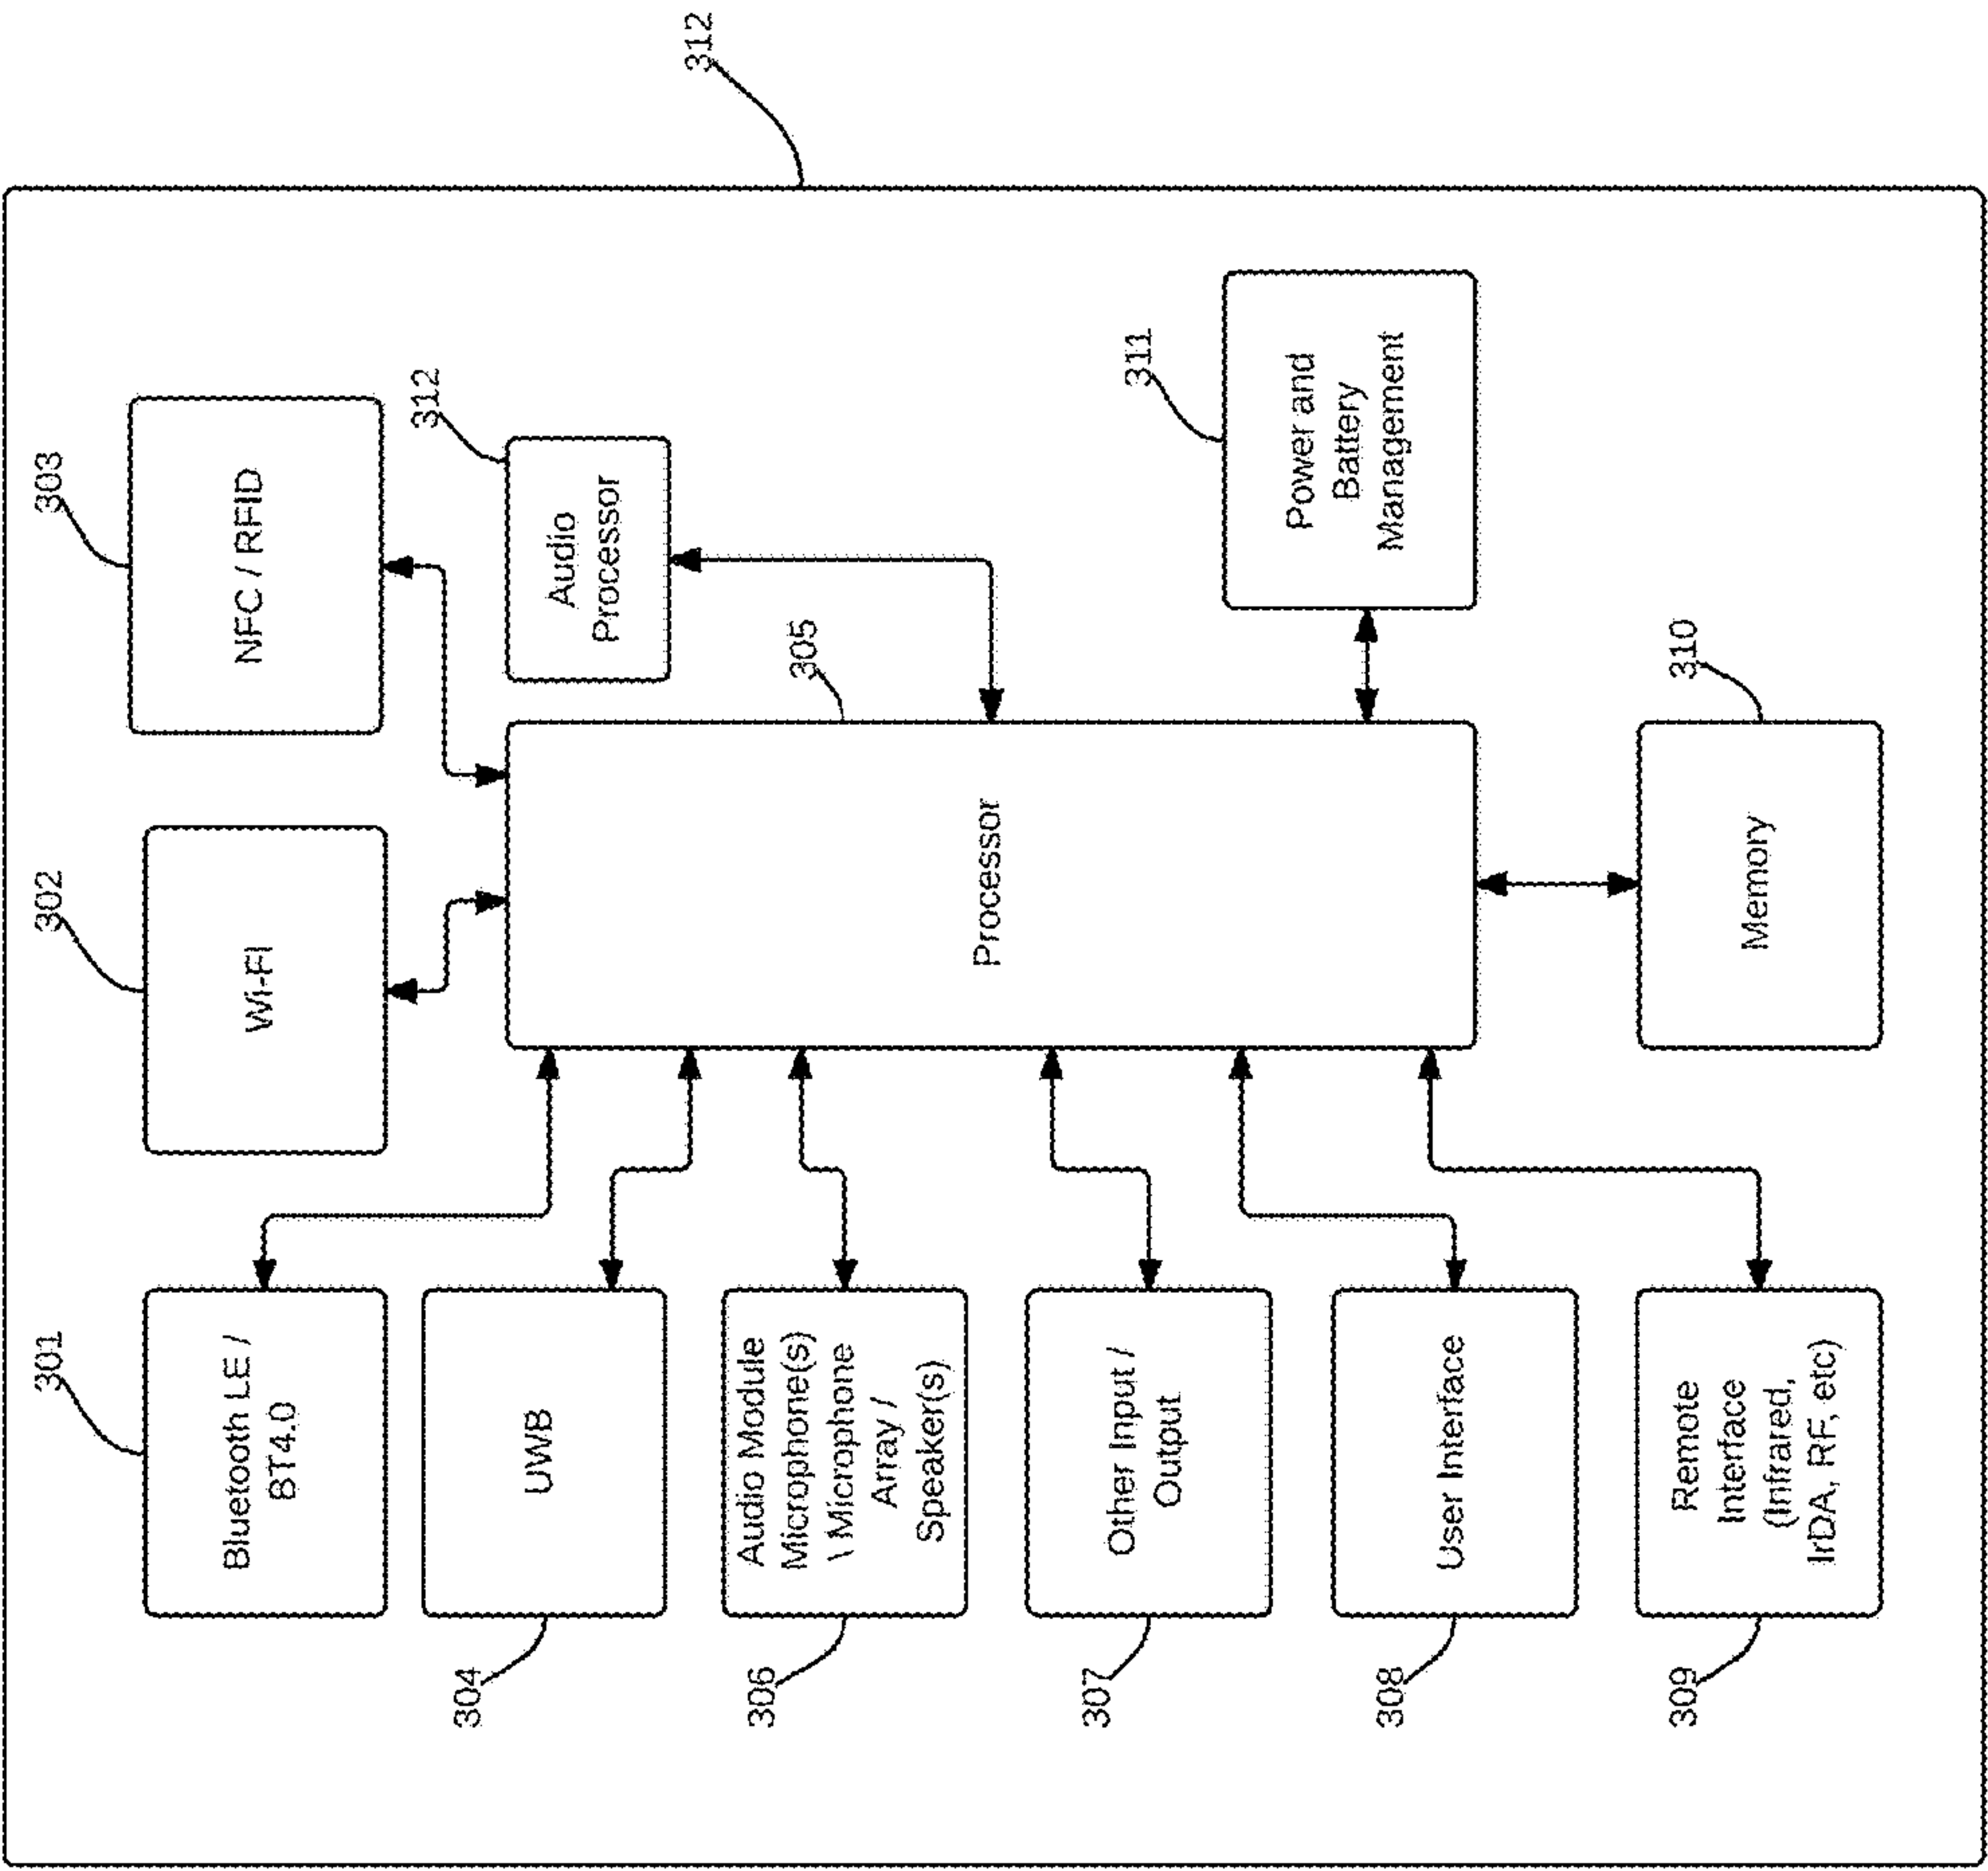 312
301
Bluetooth LE /
BT4.0
302
Wi-FI
303
NFC / RFID
304
UWB
312
Audio
Processor
306
Audio Module
Microphone(s)
\ Microphone
Array /
Speaker(s)
305
Processor
307
Other Input /
Output
311
Power and
Battery
Management
308
User Interface
309
Remote
Interface
(Infrared,
IrDA, RF, etc)
310
Memory